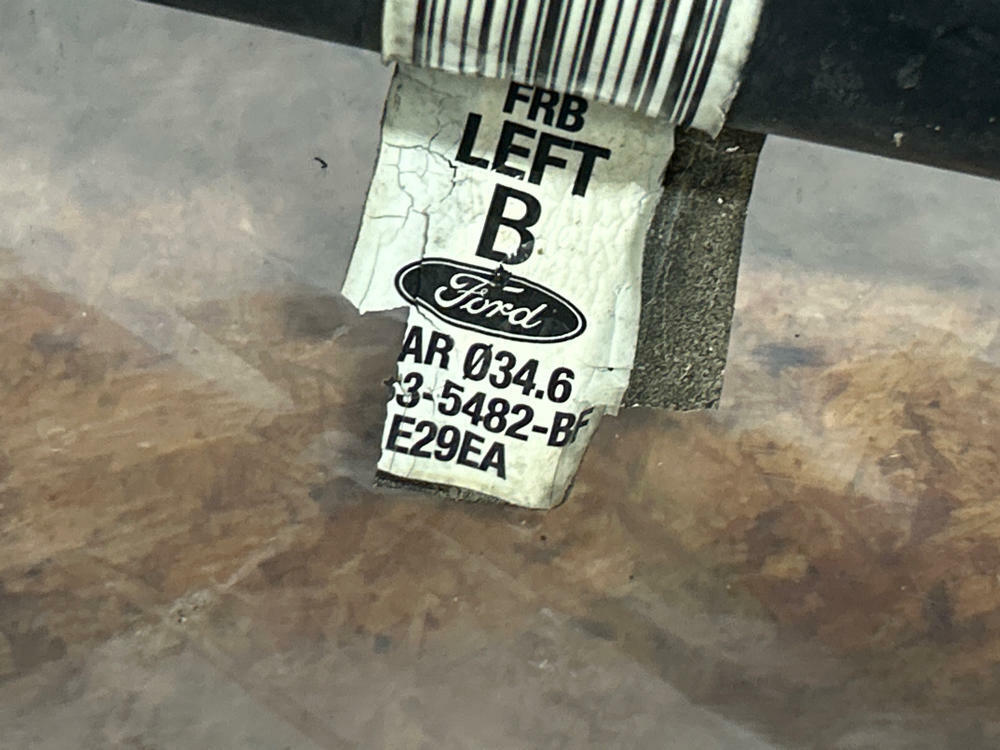 FRB
LEFT
B
Ford
AR Ø34.6
3-5482-BF
E29EA